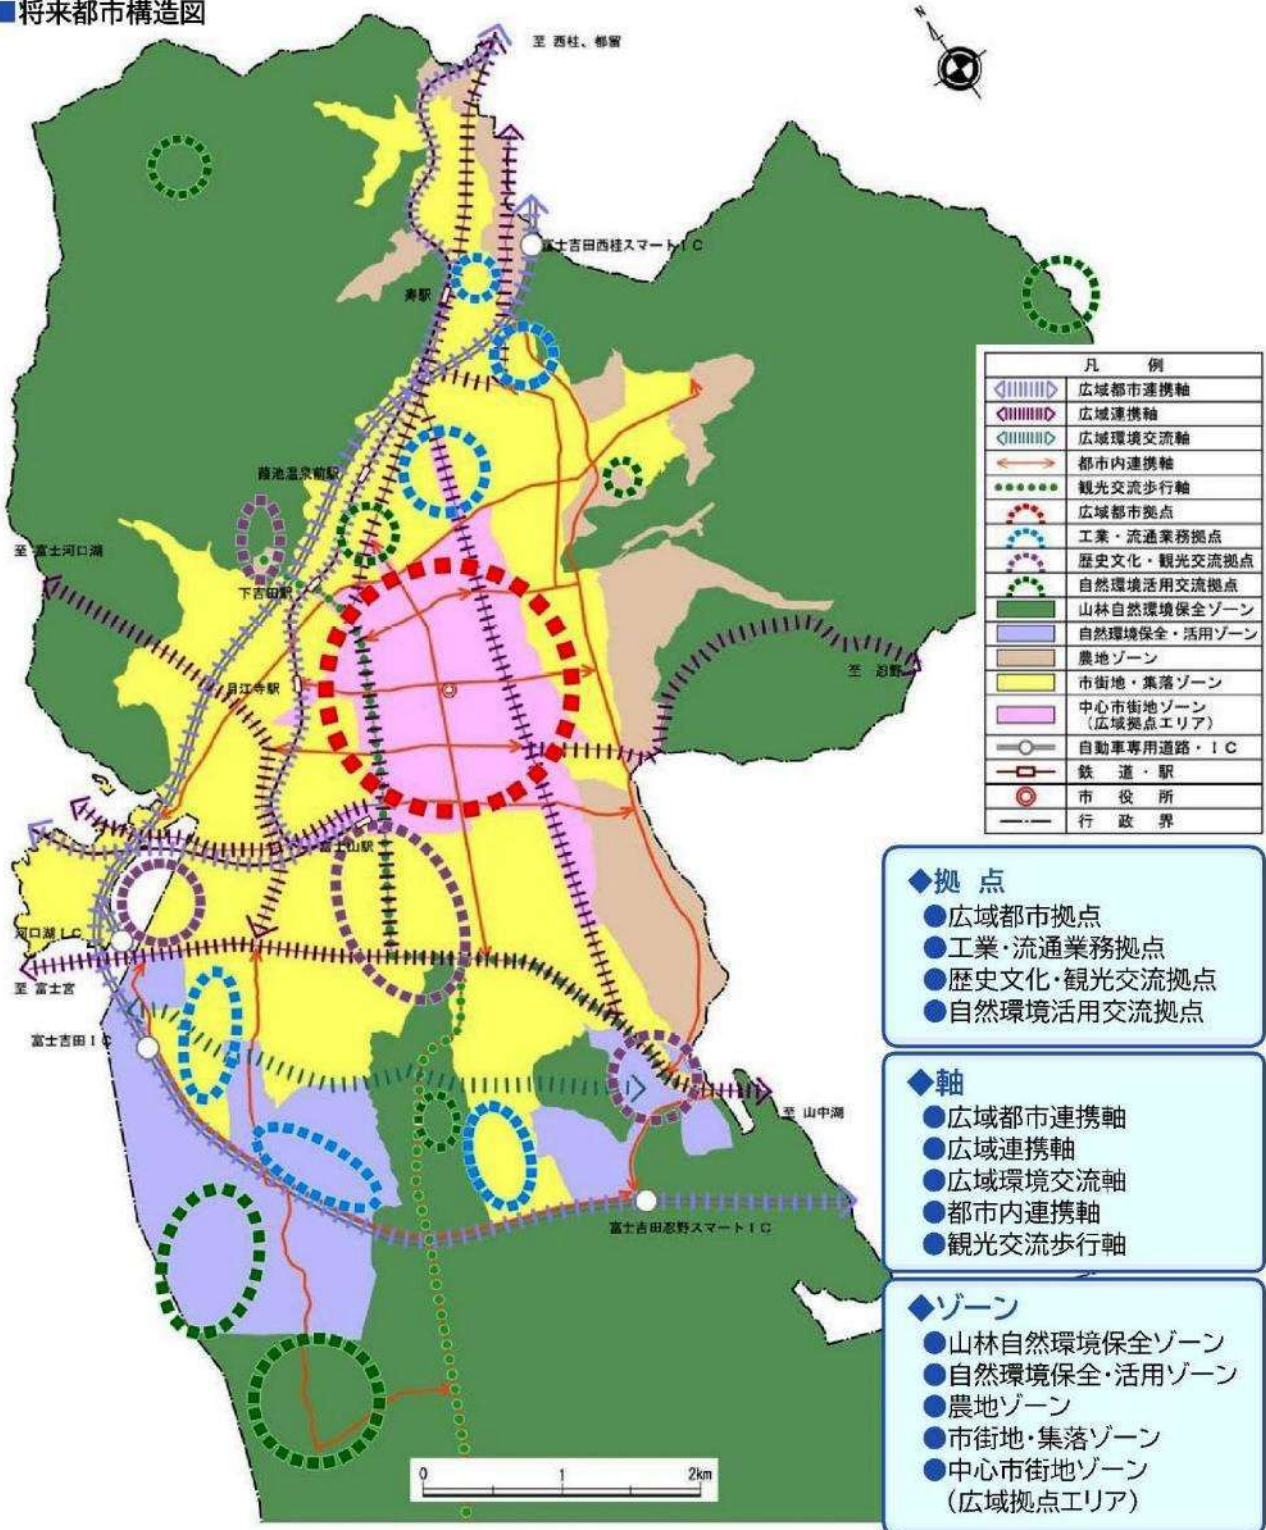 ■将来都市構造図
N
至 西桂、都留
富士吉田西桂スマートＩＣ
寿駅
葭池温泉前駅
至 富士河口湖
下吉田駅
月江寺駅
至 忍野
富士山駅
河口湖ＩＣ
至 富士宮
富士吉田ＩＣ
至 山中湖
富士吉田忍野スマートＩＣ
0 1 2km
凡 例
広域都市連携軸
広域連携軸
広域環境交流軸
都市内連携軸
観光交流歩行軸
広域都市拠点
工業・流通業務拠点
歴史文化・観光交流拠点
自然環境活用交流拠点
山林自然環境保全ゾーン
自然環境保全・活用ゾーン
農地ゾーン
市街地・集落ゾーン
中心市街地ゾーン
（広域拠点エリア）
自動車専用道路・ＩＣ
鉄 道・駅
市 役 所
行 政 界
◆拠 点
●広域都市拠点
●工業・流通業務拠点
●歴史文化・観光交流拠点
●自然環境活用交流拠点
◆軸
●広域都市連携軸
●広域連携軸
●広域環境交流軸
●都市内連携軸
●観光交流歩行軸
◆ゾーン
●山林自然環境保全ゾーン
●自然環境保全・活用ゾーン
●農地ゾーン
●市街地・集落ゾーン
●中心市街地ゾーン
（広域拠点エリア）